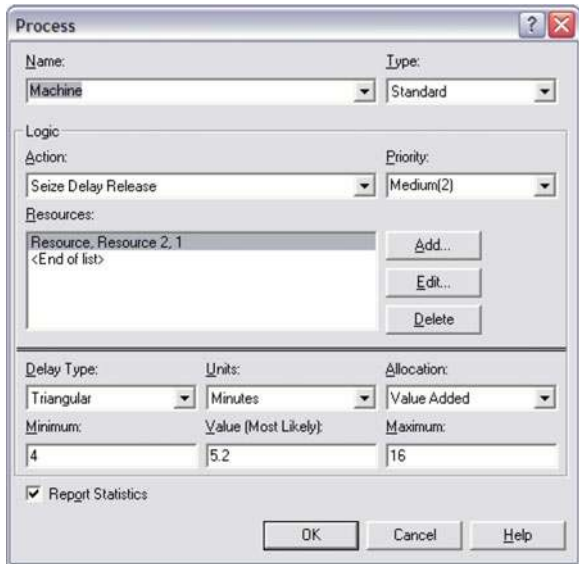 Process
Name:
Type:
Machine
Standard
Logic
Action:
Priority:
Seize Delay Release
Medium(2)
Resources:
Resource, Resource 2, 1
<End of list>
Add...
Edit...
Delete
Delay Type:
Units:
Allocation:
Triangular
Minutes
Value Added
Minimum:
Value (Most Likely):
Maximum:
4
5.2
16
Report Statistics
OK
Cancel
Help